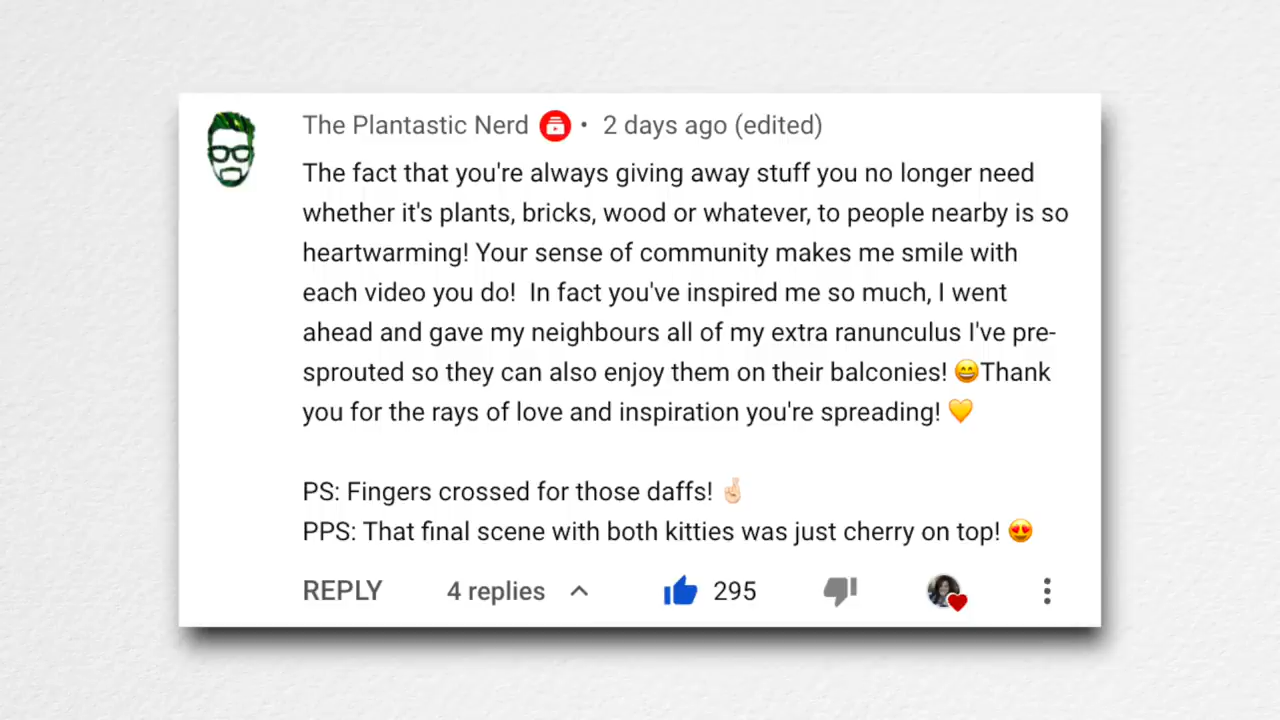 The Plantastic Nerd • 2 days ago (edited)
The fact that you're always giving away stuff you no longer need
whether it's plants, bricks, wood or whatever, to people nearby is so
heartwarming! Your sense of community makes me smile with
each video you do!  In fact you've inspired me so much, I went
ahead and gave my neighbours all of my extra ranunculus I've pre-
sprouted so they can also enjoy them on their balconies! 😄Thank
you for the rays of love and inspiration you're spreading! 💛
PS: Fingers crossed for those daffs! 🤞🏻
PPS: That final scene with both kitties was just cherry on top! 😍
REPLY 4 replies 295